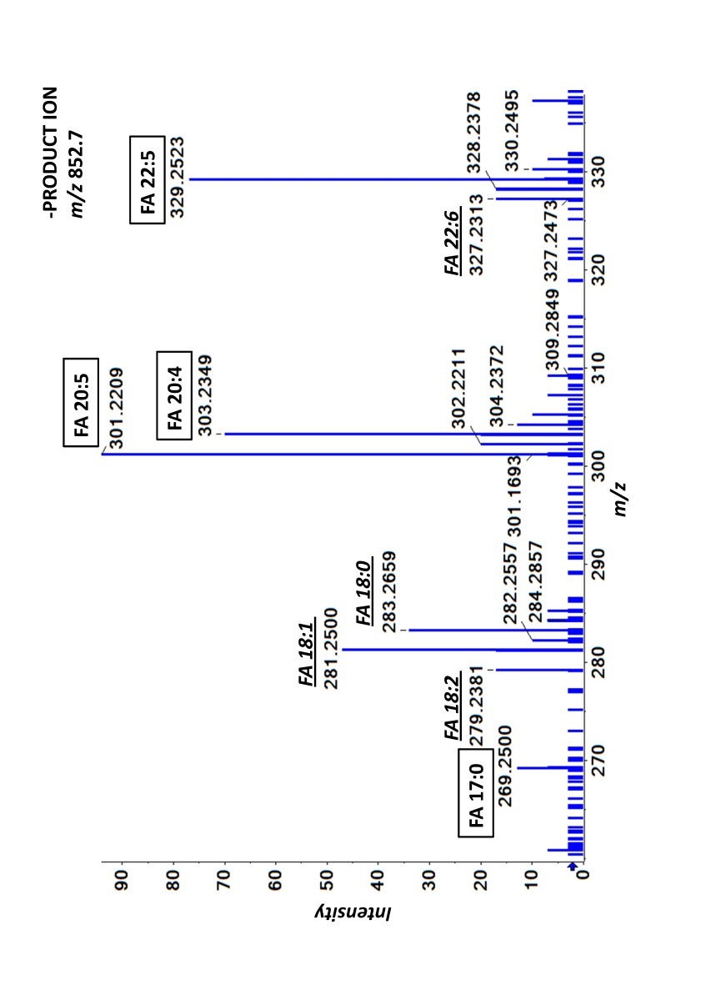 -PRODUCT ION
m/z 852.7
FA 20:5
301.2209
FA 22:5
329.2523
FA 20:4
303.2349
FA 18:1
281.2500
FA 18:0
283.2659
FA 18:2
279.2381
FA 17:0
269.2500
282.2557
284.2857
301.1693
302.2211
304.2372
309.2849
FA 22:6
327.2313
327.2473
328.2378
330.2495
Intensity
90
80
70
60
50
40
30
20
10
0
270
280
290
300
310
320
330
m/z